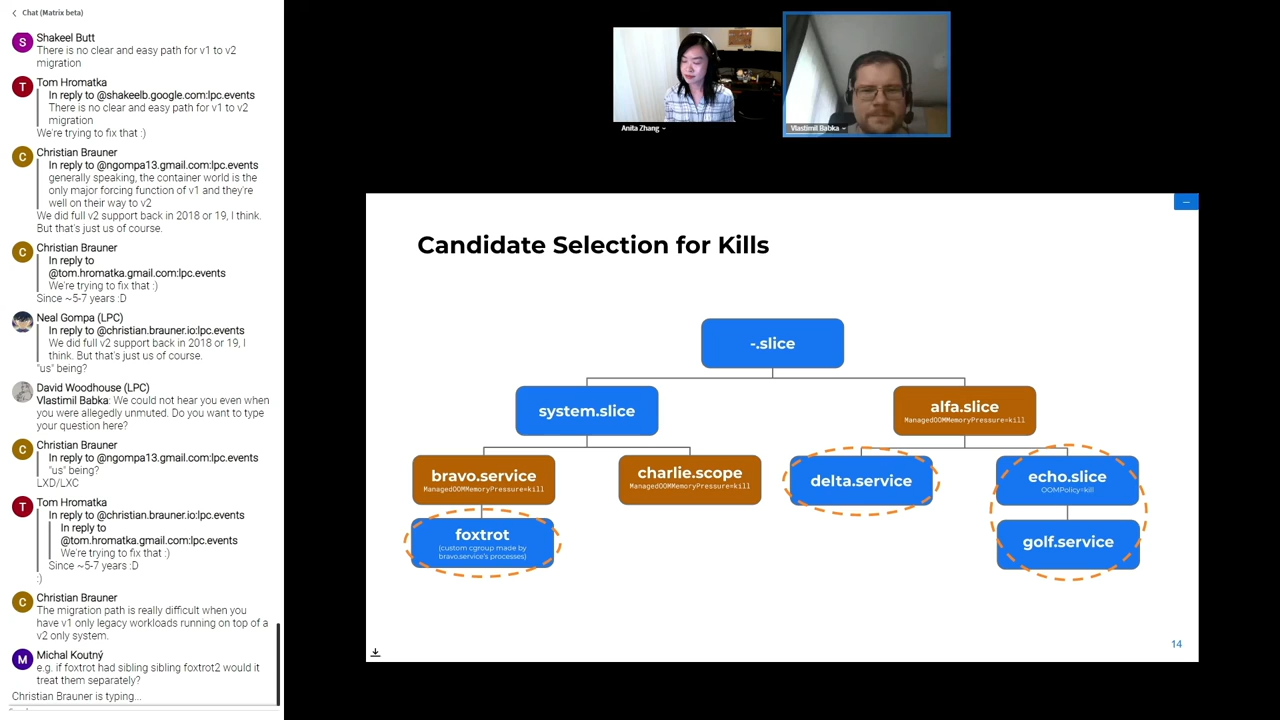 Chat (Matrix beta)
S
Shakeel Butt
There is no clear and easy path for v1 to v2
migration
T
Tom Hromatka
In reply to @shakeelb.google.com:lpc.events
There is no clear and easy path for v1 to v2
migration
We're trying to fix that :)
C
Christian Brauner
In reply to @ngompa13.gmail.com:lpc.events
generally speaking, the container world is the
only major forcing function of v1 and they're
well on their way to v2
We did full v2 support back in 2018 or 19, I think.
But that's just us of course.
C
Christian Brauner
In reply to
@tom.hromatka.gmail.com:lpc.events
We're trying to fix that :)
Since ~5-7 years :D
Neal Gompa (LPC)
In reply to @christian.brauner.io:lpc.events
We did full v2 support back in 2018 or 19, I
think. But that's just us of course.
"us" being?
David Woodhouse (LPC)
Vlastimil Babka: We could not hear you even when
you were allegedly unmuted. Do you want to type
your question here?
C
Christian Brauner
In reply to @ngompa13.gmail.com:lpc.events
"us" being?
LXD/LXC
T
Tom Hromatka
In reply to @christian.brauner.io:lpc.events
In reply to
@tom.hromatka.gmail.com:lpc.events
We're trying to fix that :)
Since ~5-7 years :D
:)
C
Christian Brauner
The migration path is really difficult when you
have v1 only legacy workloads running on top of a
v2 only system.
M
Michal Koutný
e.g. if foxtrot had sibling sibling foxtrot2 would it
treat them separately?
Christian Brauner is typing...
Anita Zhang
Vlastimil Babka
Candidate Selection for Kills
-.slice
system.slice
alfa.slice
ManagedOOMMemoryPressure=kill
bravo.service
ManagedOOMMemoryPressure=kill
charlie.scope
ManagedOOMMemoryPressure=kill
delta.service
echo.slice
OOMPolicy=kill
foxtrot
(custom cgroup made by
bravo.service's processes)
golf.service
14